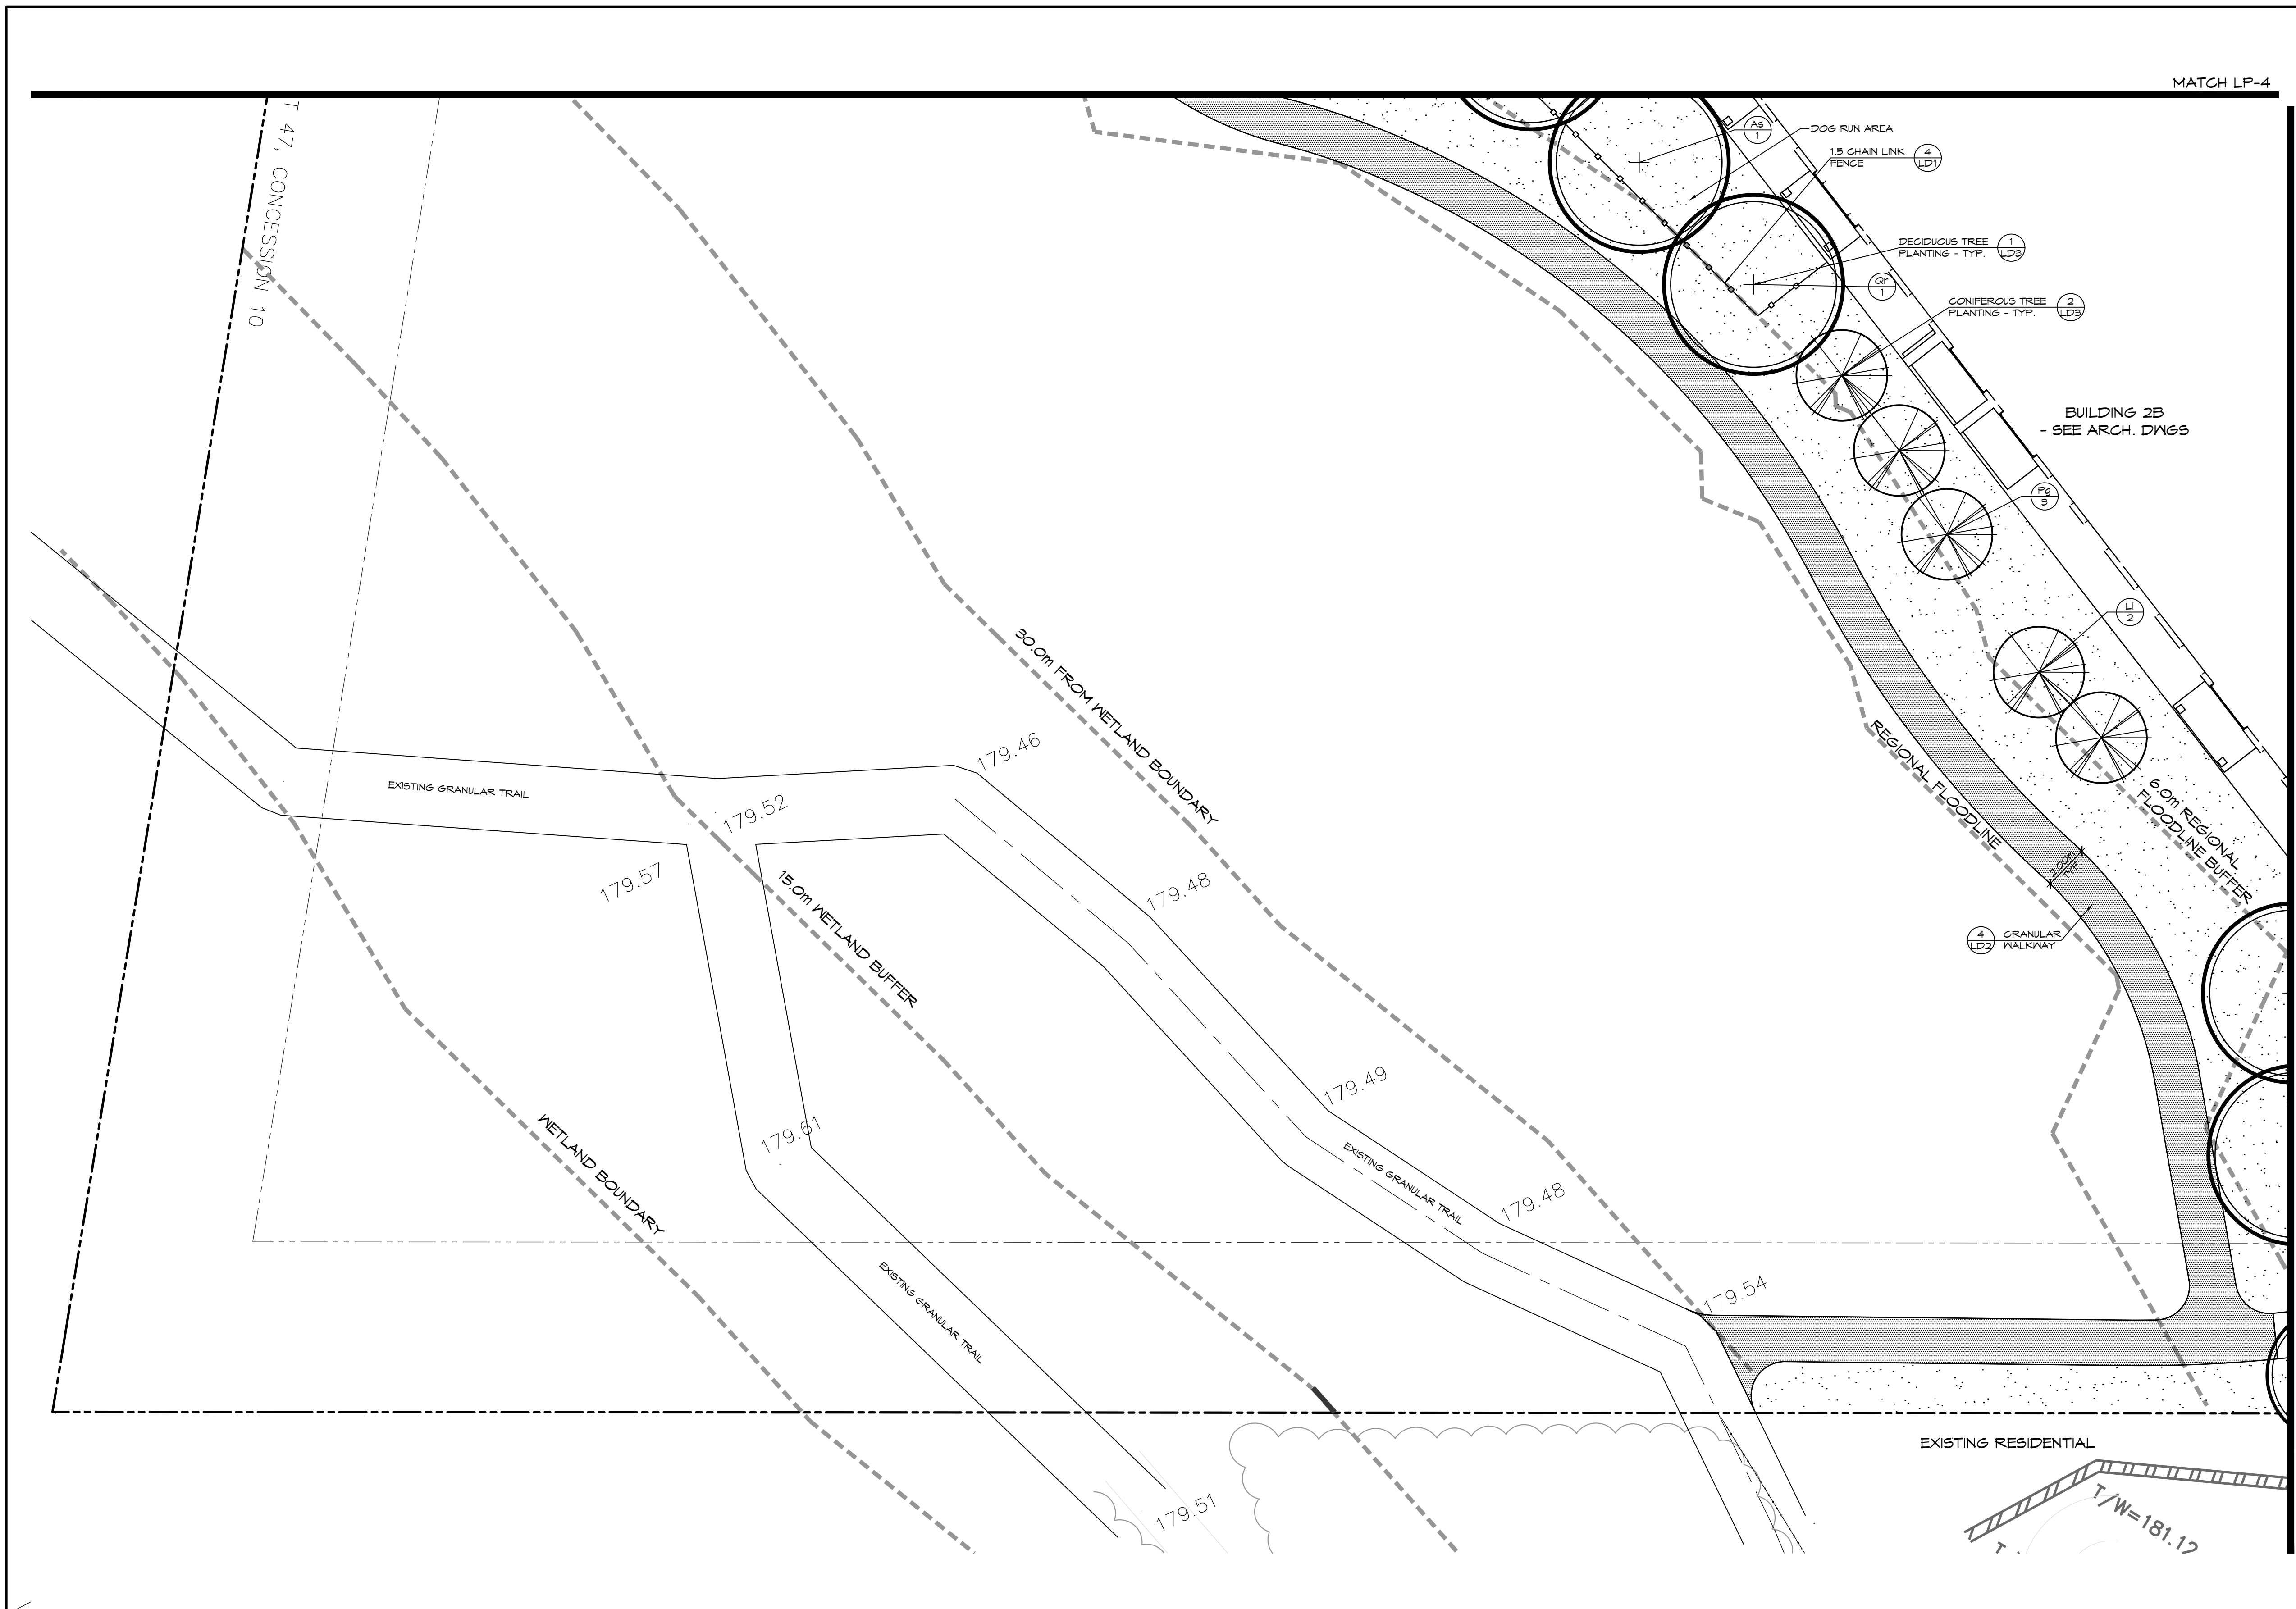 MATCH LP-4
T 47, CONCESSION 10
As
1
DOG RUN AREA
1.5 CHAIN LINK
FENCE
4
LD1
DECIDUOUS TREE
PLANTING - TYP.
1
LD3
Qr
1
CONIFEROUS TREE
PLANTING - TYP.
2
LD3
BUILDING 2B
- SEE ARCH. DWGS
Pg
3
Ll
2
30.0m FROM WETLAND BOUNDARY
REGIONAL FLOODLINE
6.0m REGIONAL
FLOODLINE BUFFER
2.00m
TYP
4
LD2
GRANULAR
WALKWAY
EXISTING GRANULAR TRAIL
179.46
179.52
179.57
179.48
15.0m WETLAND BUFFER
179.49
179.61
WETLAND BOUNDARY
EXISTING GRANULAR TRAIL
179.48
EXISTING GRANULAR TRAIL
179.54
179.51
EXISTING RESIDENTIAL
T/W=181.12